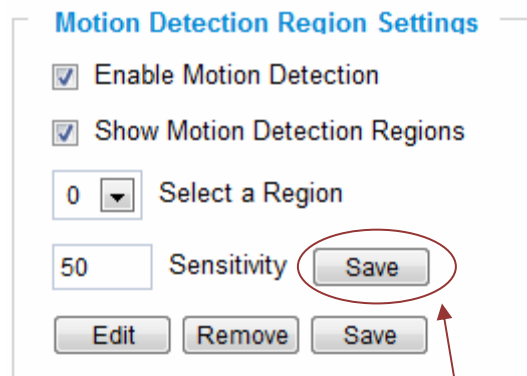 Motion Detection Region Settings
Enable Motion Detection
Show Motion Detection Regions
0 Select a Region
50 Sensitivity Save
Edit Remove Save